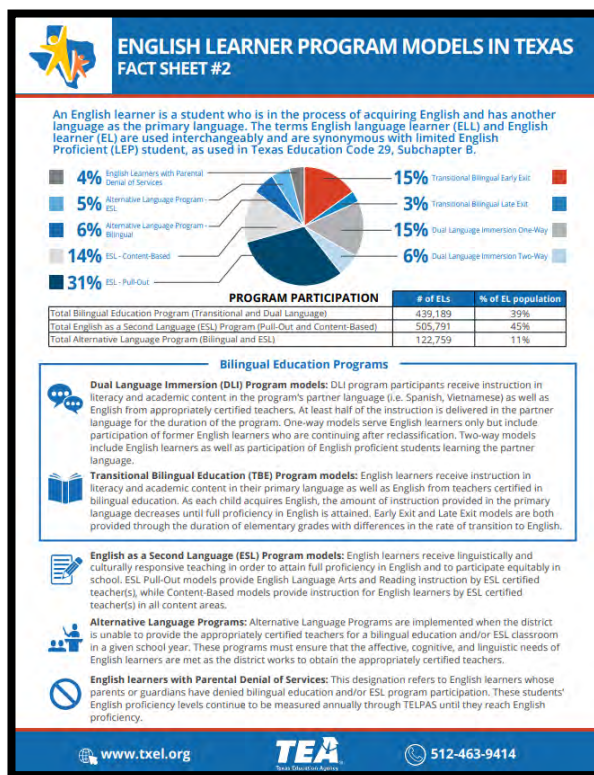 ENGLISH LEARNER PROGRAM MODELS IN TEXAS
FACT SHEET #2
An English learner is a student who is in the process of acquiring English and has another
language as the primary language. The terms English language learner (ELL) and English
learner (EL) are used interchangeably and are synonymous with limited English
Proficient (LEP) student, as used in Texas Education Code 29, Subchapter B.
4% English Learners with Parental
Denial of Services
5% Alternative Language Program -
ESL
6% Alternative Language Program -
Bilingual
14% ESL - Content-Based
31% ESL - Pull-Out
15% Transitional Bilingual Early Exit
3% Transitional Bilingual Late Exit
15% Dual Language Immersion One-Way
6% Dual Language Immersion Two-Way
PROGRAM PARTICIPATION # of ELs % of EL population
Total Bilingual Education Program (Transitional and Dual Language) 439,189 39%
Total English as a Second Language (ESL) Program (Pull-Out and Content-Based) 505,791 45%
Total Alternative Language Program (Bilingual and ESL) 122,759 11%
Bilingual Education Programs
Dual Language Immersion (DLI) Program models: DLI program participants receive instruction in
literacy and academic content in the program's partner language (i.e. Spanish, Vietnamese) as well as
English from appropriately certified teachers. At least half of the instruction is delivered in the partner
language for the duration of the program. One-way models serve English learners only but include
participation of former English learners who are continuing after reclassification. Two-way models
include English learners as well as participation of English proficient students learning the partner
language.
Transitional Bilingual Education (TBE) Program models: English learners receive instruction in
literacy and academic content in their primary language as well as English from teachers certified in
bilingual education. As each child acquires English, the amount of instruction provided in the primary
language decreases until full proficiency in English is attained. Early Exit and Late Exit models are both
provided through the duration of elementary grades with differences in the rate of transition to English.
English as a Second Language (ESL) Program models: English learners receive linguistically and
culturally responsive teaching in order to attain full proficiency in English and to participate equitably in
school. ESL Pull-Out models provide English Language Arts and Reading instruction by ESL certified
teacher(s), while Content-Based models provide instruction for English learners by ESL certified
teacher(s) in all content areas.
Alternative Language Programs: Alternative Language Programs are implemented when the district
is unable to provide the appropriately certified teachers for a bilingual education and/or ESL classroom
in a given school year. These programs must ensure that the affective, cognitive, and linguistic needs of
English learners are met as the district works to obtain the appropriately certified teachers.
English learners with Parental Denial of Services: This designation refers to English learners whose
parents or guardians have denied bilingual education and/or ESL program participation. These students'
English proficiency levels continue to be measured annually through TELPAS until they reach English
proficiency.
www.txel.org
TEA
Texas Education Agency
512-463-9414